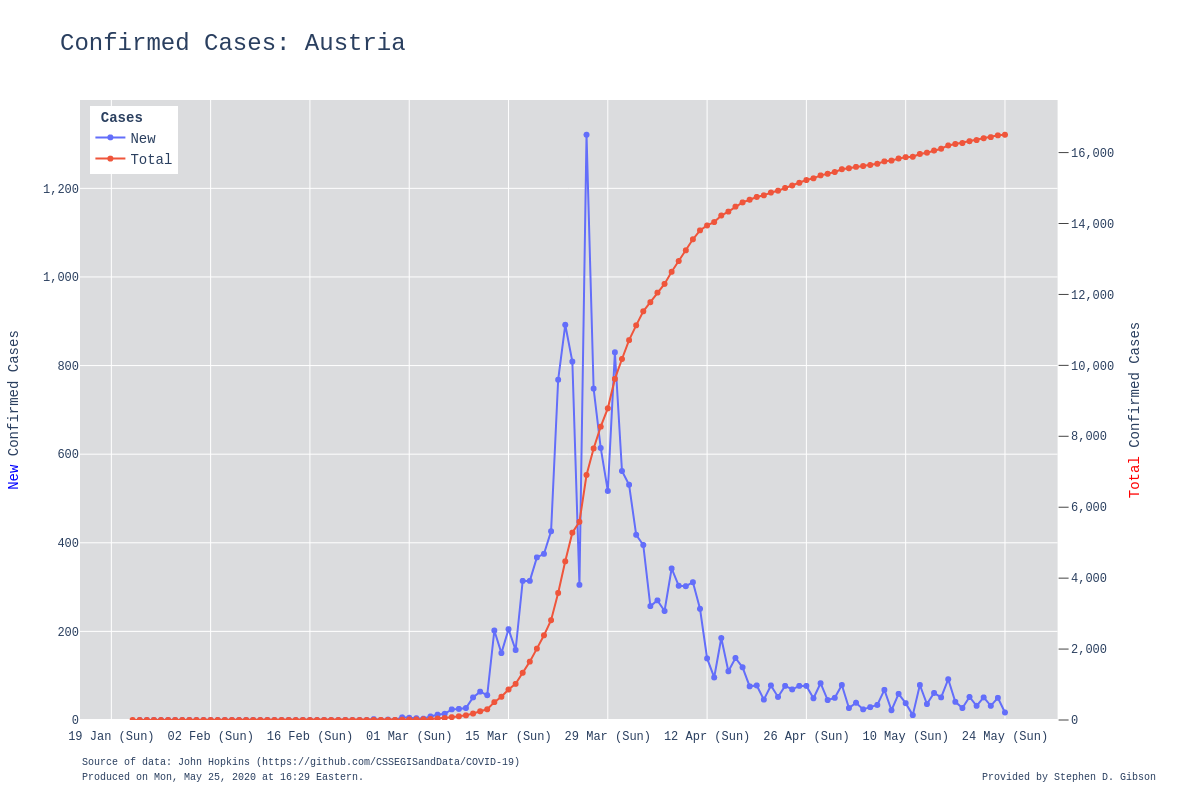 Confirmed Cases: Austria
Cases
New
Total
1,200
1,000
800
600
400
200
0
New Confirmed Cases
16,000
14,000
12,000
10,000
8,000
6,000
4,000
2,000
0
Total Confirmed Cases
19 Jan (Sun) 02 Feb (Sun) 16 Feb (Sun) 01 Mar (Sun) 15 Mar (Sun) 29 Mar (Sun) 12 Apr (Sun) 26 Apr (Sun) 10 May (Sun) 24 May (Sun)
Source of data: John Hopkins (https://github.com/CSSEGISandData/COVID-19)
Produced on Mon, May 25, 2020 at 16:29 Eastern.
Provided by Stephen D. Gibson